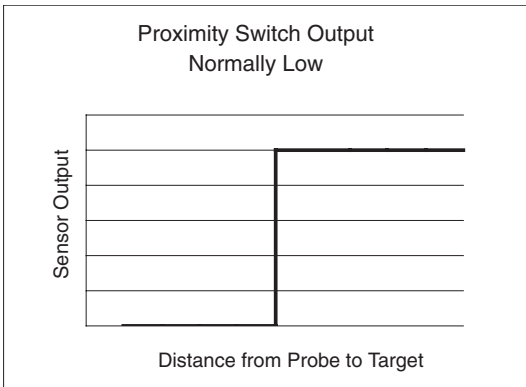 Proximity Switch Output
Normally Low
Sensor Output
Distance from Probe to Target